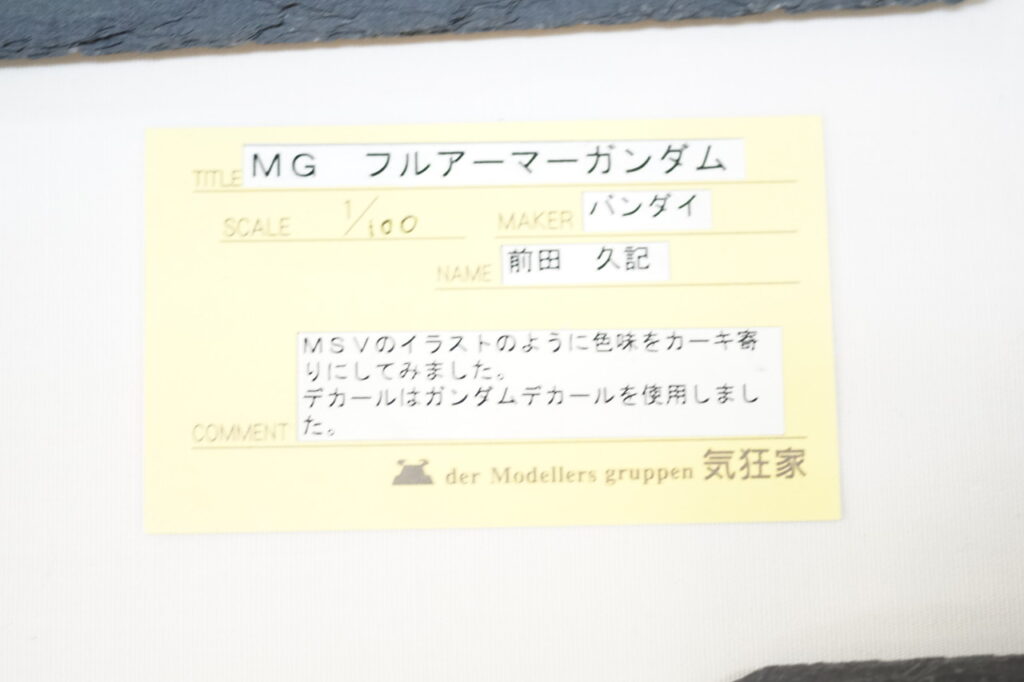 TITLE MG フルアーマーガンダム
SCALE 1/100 MAKER バンダイ
NAME 前田 久記
MSVのイラストのように色味をカーキ寄
りにしてみました。
デカールはガンダムデカールを使用しまし
た。
COMMENT
der Modellers gruppen 気狂家